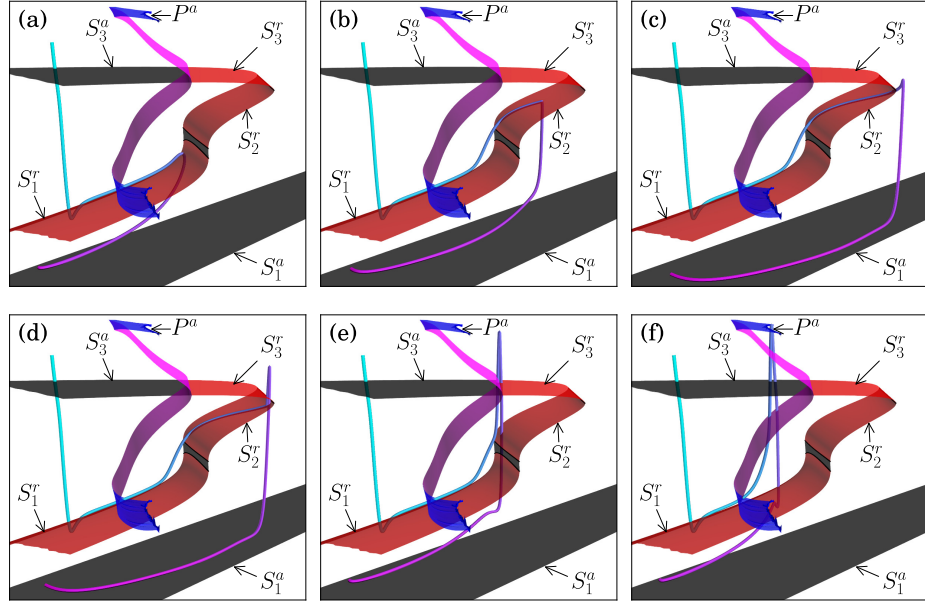 (a) $S_3^a$ $P^a$ $S_3^r$
$S_2^r$
$S_1^r$
$S_1^a$
(b) $S_3^a$ $P^a$ $S_3^r$
$S_2^r$
$S_1^r$
$S_1^a$
(c) $S_3^a$ $P^a$ $S_3^r$
$S_2^r$
$S_1^r$
$S_1^a$
(d) $S_3^a$ $P^a$ $S_3^r$
$S_2^r$
$S_1^r$
$S_1^a$
(e) $S_3^a$ $P^a$ $S_3^r$
$S_2^r$
$S_1^r$
$S_1^a$
(f) $S_3^a$ $P^a$ $S_3^r$
$S_2^r$
$S_1^r$
$S_1^a$